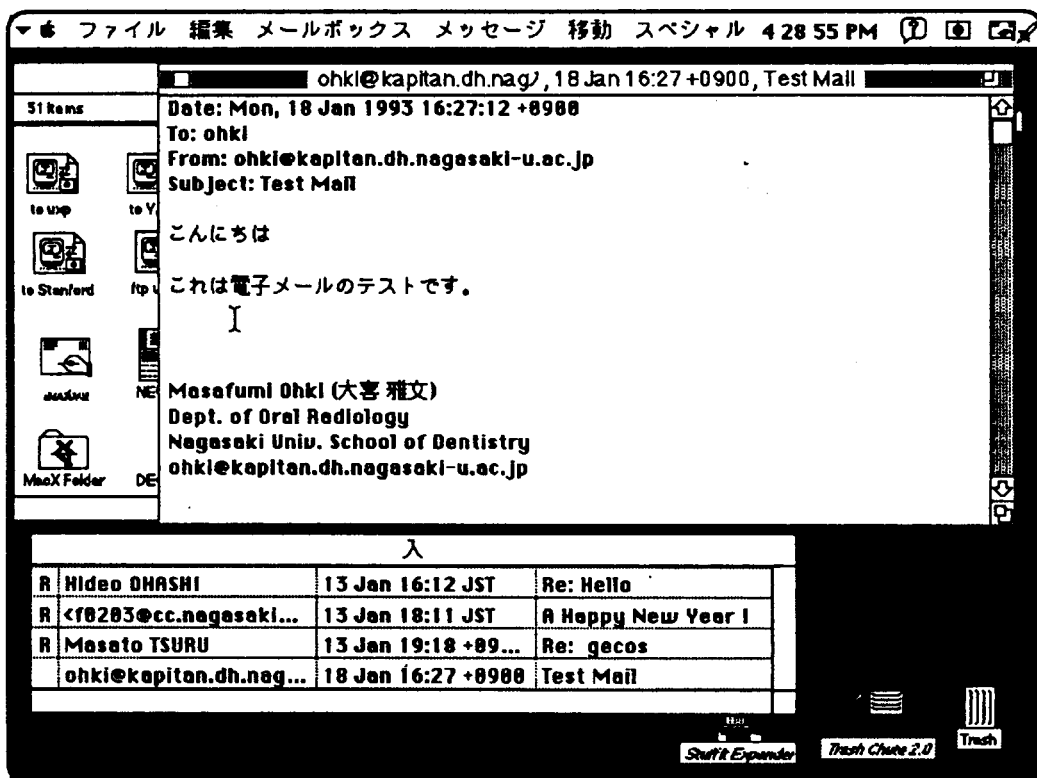 ファイル 編集 メールボックス メッセージ 移動 スペシャル 4 28 55 PM
ohki@kapitan.dh.nag, 18 Jan 16:27 +0900, Test Mail
Date: Mon, 18 Jan 1993 16:27:12 +0900
To: ohki
From: ohki@kapitan.dh.nagasaki-u.ac.jp
Subject: Test Mail
こんにちは
これは電子メールのテストです。
Masafumi Ohki (大喜 雅文)
Dept. of Oral Radiology
Nagasaki Univ. School of Dentistry
ohki@kapitan.dh.nagasaki-u.ac.jp
51 items
to uxp
to Y
to Stanford
ftp u
NE
MacX Folder
DE
入
R Hideo OHASHI 13 Jan 16:12 JST Re: Hello
R <f0203@cc.nagasaki... 13 Jan 18:11 JST A Happy New Year !
R Masato TSURU 13 Jan 19:18 +09... Re: gecos
ohki@kapitan.dh.nag... 18 Jan 16:27 +0900 Test Mail
StuffIt Expander
Trash Chute 2.0
Trash